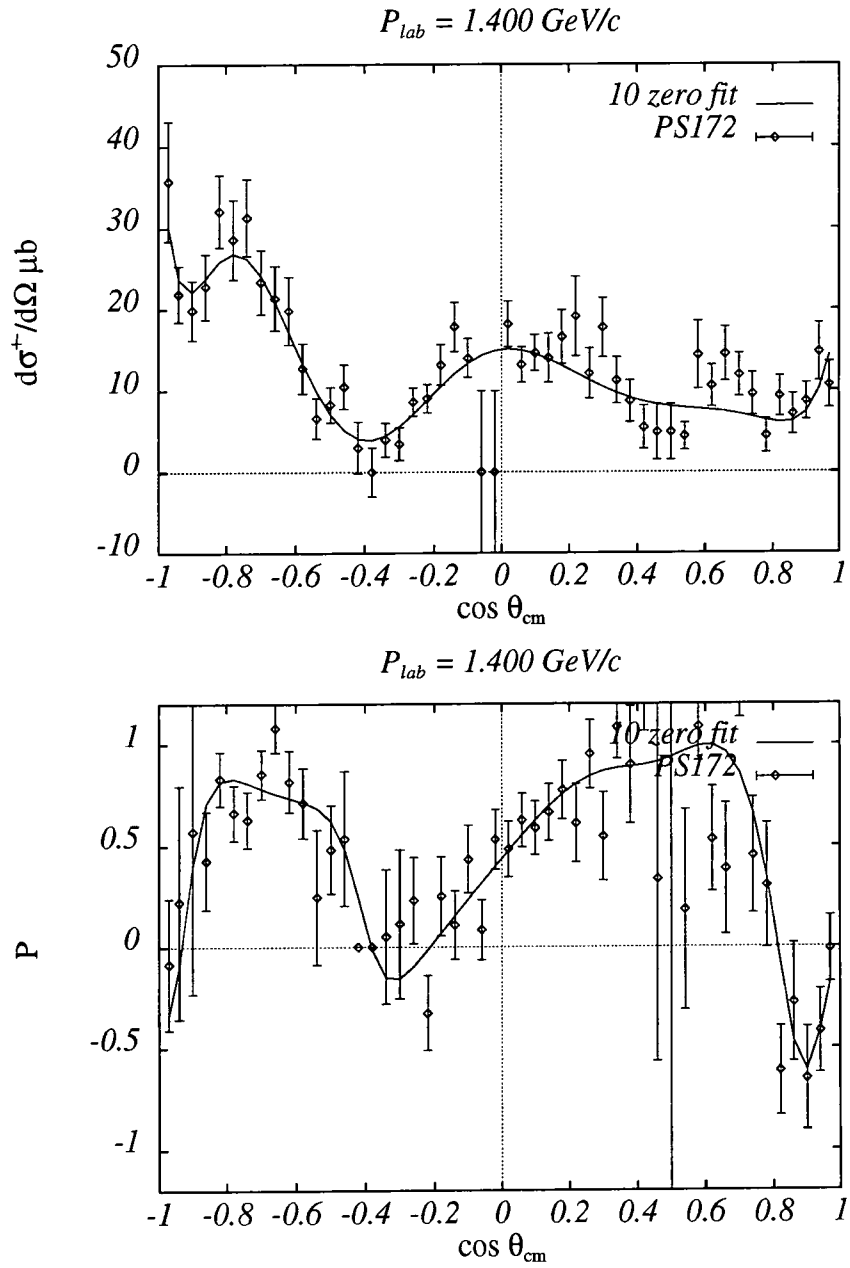 P_lab = 1.400 GeV/c
50
40
30
20
10
0
-10
dσ⁺/dΩ μb
10 zero fit
PS172
-1 -0.8 -0.6 -0.4 -0.2 0 0.2 0.4 0.6 0.8 1
cos θ_cm
P_lab = 1.400 GeV/c
1
0.5
0
-0.5
-1
P
10 zero fit
PS172
-1 -0.8 -0.6 -0.4 -0.2 0 0.2 0.4 0.6 0.8 1
cos θ_cm